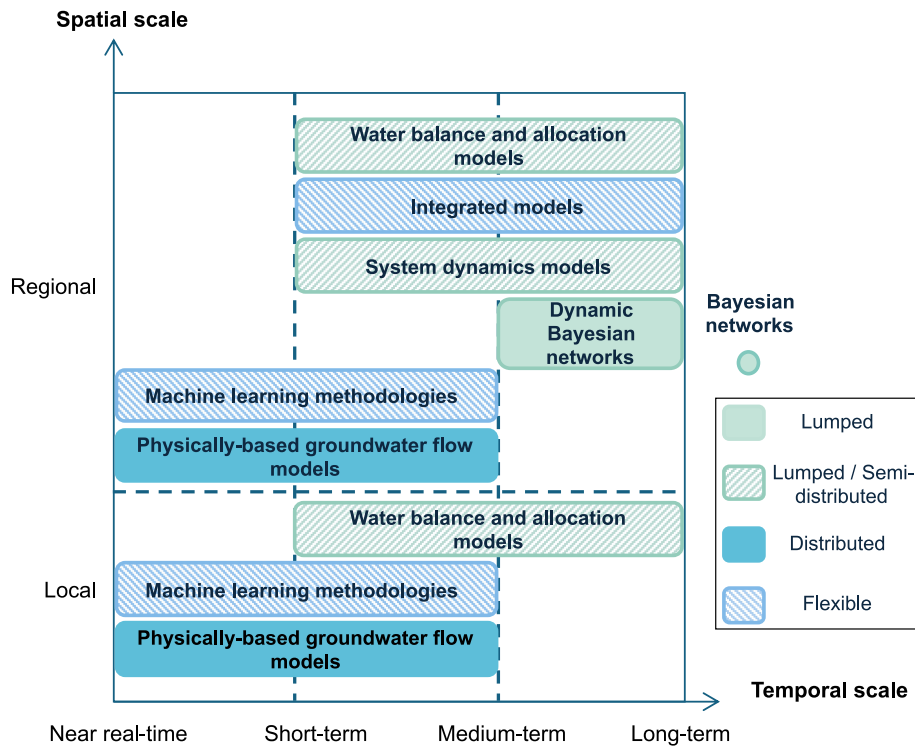 Spatial scale
Water balance and allocation
models
Integrated models
System dynamics models
Regional
Dynamic
Bayesian
networks
Bayesian
networks
Machine learning methodologies
Physically-based groundwater flow
models
Lumped
Lumped / Semi-
distributed
Distributed
Flexible
Water balance and allocation
models
Local
Machine learning methodologies
Physically-based groundwater flow
models
Temporal scale
Near real-time
Short-term
Medium-term
Long-term